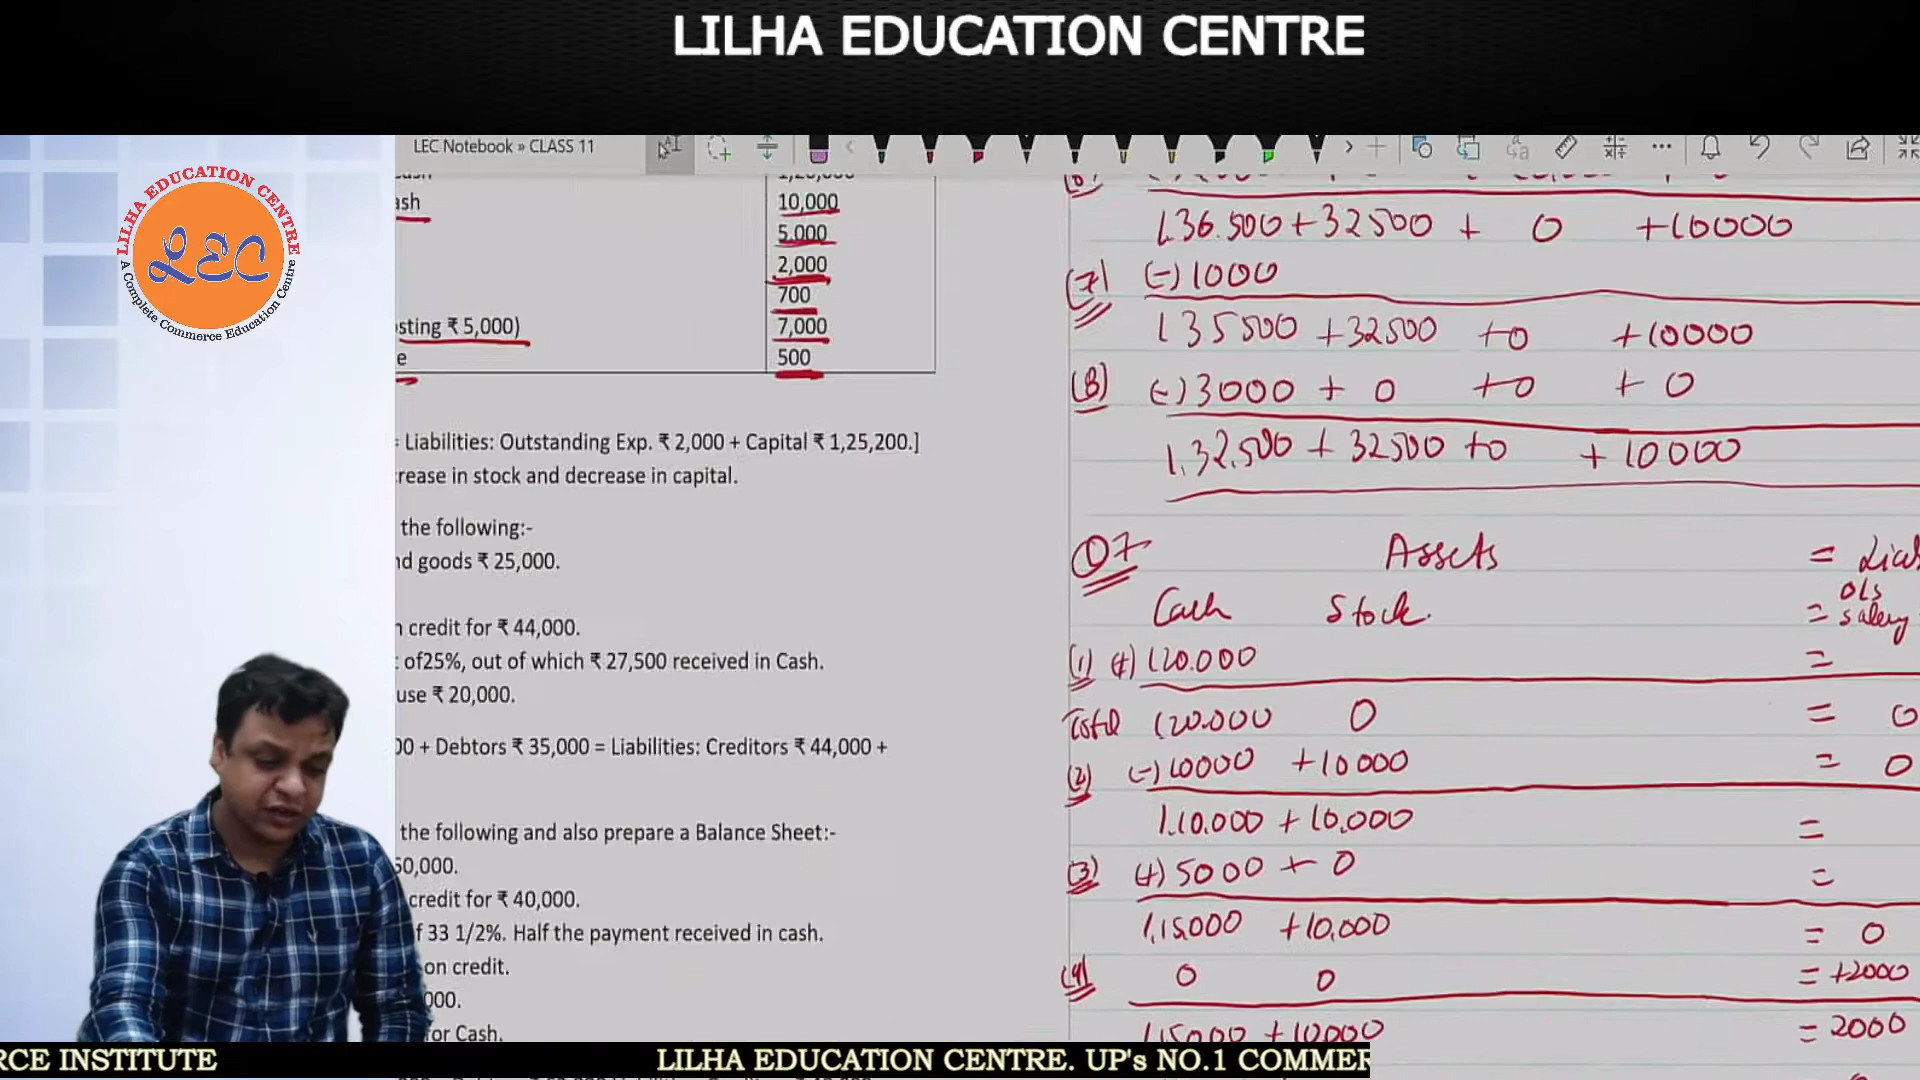 LILHA EDUCATION CENTRE
LEC Notebook » CLASS 11
LILHA EDUCATION CENTRE
LEC
A Complete Commerce Education Centre
ash
10,000
5,000
2,000
700
osting ₹ 5,000)
7,000
e
500
= Liabilities: Outstanding Exp. ₹ 2,000 + Capital ₹ 1,25,200.]
rease in stock and decrease in capital.
the following:-
nd goods ₹ 25,000.
n credit for ₹ 44,000.
t of25%, out of which ₹ 27,500 received in Cash.
use ₹ 20,000.
00 + Debtors ₹ 35,000 = Liabilities: Creditors ₹ 44,000 +
the following and also prepare a Balance Sheet:-
50,000.
credit for ₹ 40,000.
f 33 1/2%. Half the payment received in cash.
on credit.
000.
for Cash.
1,36,500 + 32500 + 0 + 10000
(7) (-) 1000
135500 + 32500 + 0 + 10000
(8) (-) 3000 + 0 + 0 + 0
1,32,500 + 32500 + 0 + 10000
Q7 Assets =
Cash Stock = O/s salary
(1) (+) 120,000 =
Total 120,000 0 = 0
(2) (-) 10000 + 10000 = 0
1,10,000 + 10,000 =
(3) (+) 5000 + 0 =
1,15,000 + 10,000 = 0
(4) 0 0 = +2000
115000 + 10000 = 2000
RCE INSTITUTE LILHA EDUCATION CENTRE. UP's NO.1 COMMER